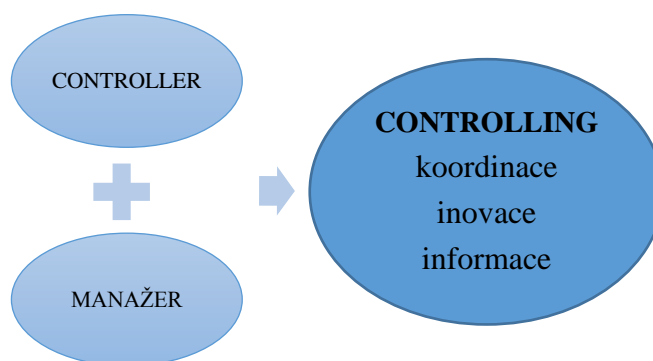 CONTROLLER
MANAŽER
CONTROLLING
koordinace
inovace
informace